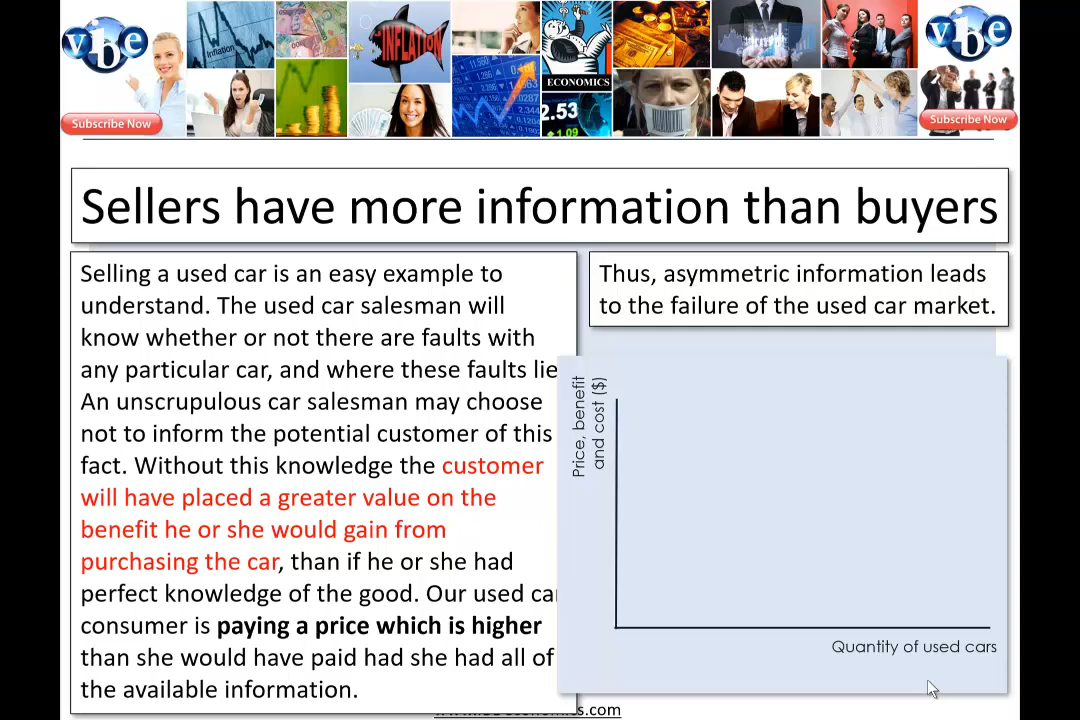 vbe
Inflation
INFLATION
ECONOMICS
2.53
1.09
vbe
Subscribe Now
Subscribe Now
Sellers have more information than buyers
Selling a used car is an easy example to
understand. The used car salesman will
know whether or not there are faults with
any particular car, and where these faults lie
An unscrupulous car salesman may choose
not to inform the potential customer of this
fact. Without this knowledge the customer
will have placed a greater value on the
benefit he or she would gain from
purchasing the car, than if he or she had
perfect knowledge of the good. Our used car
consumer is paying a price which is higher
than she would have paid had she had all of
the available information.
Thus, asymmetric information leads
to the failure of the used car market.
Price, benefit
and cost ($)
Quantity of used cars